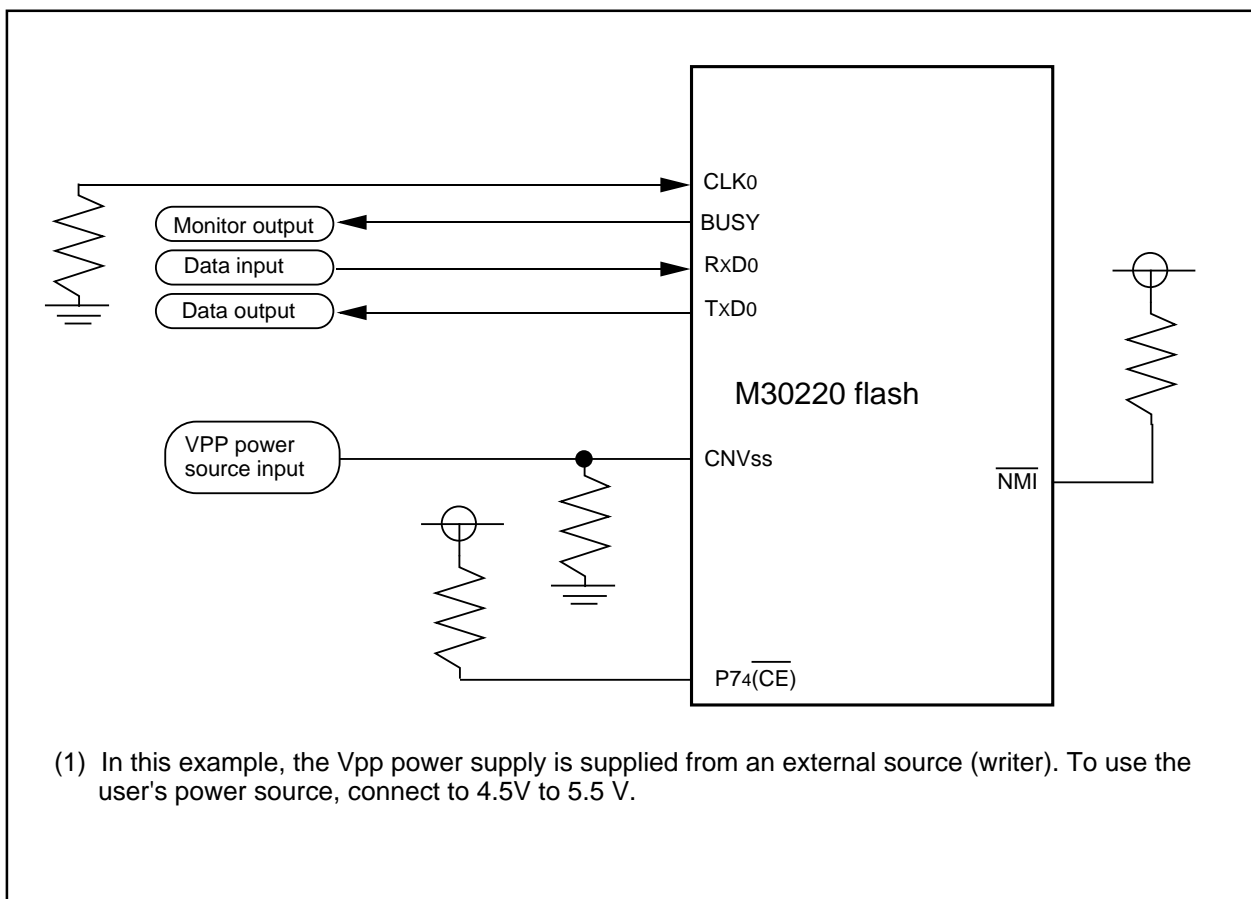 CLK0
Monitor output
BUSY
Data input
RxD0
Data output
TxD0
M30220 flash
VPP power
source input
CNVss
NMI
P74(CE)
(1) In this example, the Vpp power supply is supplied from an external source (writer). To use the
user's power source, connect to 4.5V to 5.5 V.